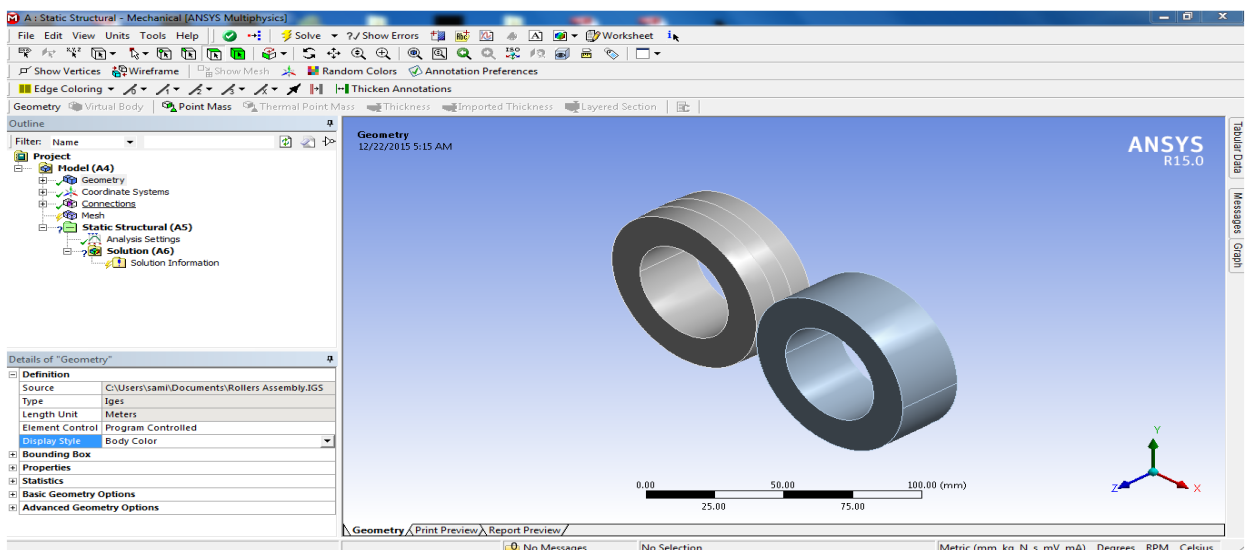 A : Static Structural - Mechanical [ANSYS Multiphysics]
File Edit View Units Tools Help Solve ?/ Show Errors Worksheet
Show Vertices Wireframe Show Mesh Random Colors Annotation Preferences
Edge Coloring Thicken Annotations
Geometry Virtual Body Point Mass Thermal Point Mass Thickness Imported Thickness Layered Section
Outline
Filter: Name
Project
Model (A4)
Geometry
Coordinate Systems
Connections
Mesh
Static Structural (A5)
Analysis Settings
Solution (A6)
Solution Information
Details of "Geometry"
Definition
Source C:\Users\sami\Documents\Rollers Assembly.IGS
Type Iges
Length Unit Meters
Element Control Program Controlled
Display Style Body Color
Bounding Box
Properties
Statistics
Basic Geometry Options
Advanced Geometry Options
Geometry
12/22/2015 5:15 AM
ANSYS
R15.0
Y
Z
X
0.00 50.00 100.00 (mm)
25.00 75.00
Geometry Print Preview Report Preview
Tabular Data
Messages
Graph
0 No Messages No Selection Metric (mm, kg, N, s, mV, mA) Degrees RPM Celsius